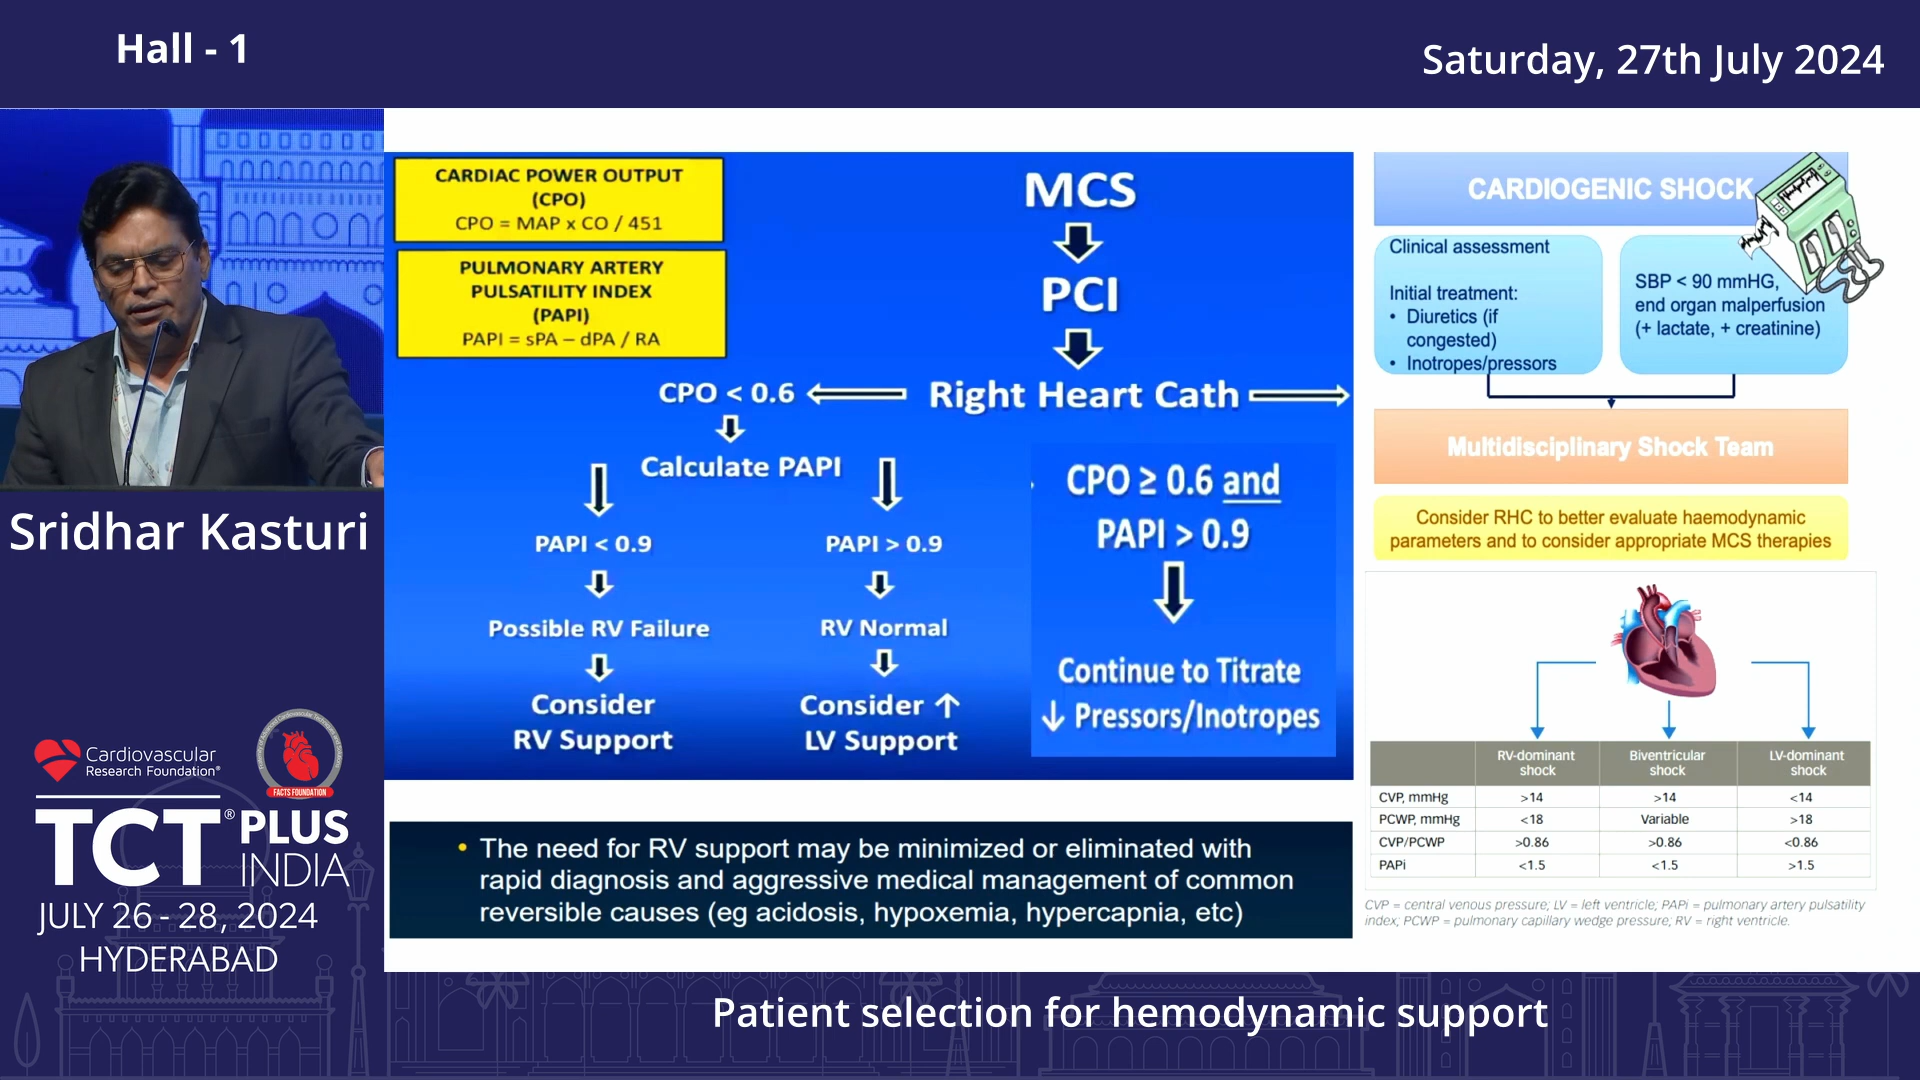 Hall - 1
Saturday, 27th July 2024
CARDIAC POWER OUTPUT
(CPO)
CPO = MAP x CO / 451
PULMONARY ARTERY
PULSATILITY INDEX
(PAPI)
PAPI = sPA – dPA / RA
MCS
PCI
Right Heart Cath
CPO < 0.6
Calculate PAPI
PAPI < 0.9
Possible RV Failure
Consider
RV Support
PAPI > 0.9
RV Normal
Consider ↑
LV Support
CPO ≥ 0.6 and
PAPI > 0.9
Continue to Titrate
↓ Pressors/Inotropes
• The need for RV support may be minimized or eliminated with
rapid diagnosis and aggressive medical management of common
reversible causes (eg acidosis, hypoxemia, hypercapnia, etc)
CARDIOGENIC SHOCK
Clinical assessment
Initial treatment:
• Diuretics (if
congested)
• Inotropes/pressors
SBP < 90 mmHG,
end organ malperfusion
(+ lactate, + creatinine)
Multidisciplinary Shock Team
Consider RHC to better evaluate haemodynamic
parameters and to consider appropriate MCS therapies
RV-dominant shock Biventricular shock LV-dominant shock
CVP, mmHg >14 >14 <14
PCWP, mmHg <18 Variable >18
CVP/PCWP >0.86 >0.86 <0.86
PAPi <1.5 <1.5 >1.5
CVP = central venous pressure; LV = left ventricle; PAPi = pulmonary artery pulsatility
index; PCWP = pulmonary capillary wedge pressure; RV = right ventricle.
Sridhar Kasturi
Cardiovascular
Research Foundation®
FACTS FOUNDATION
TCT® PLUS
INDIA
JULY 26 - 28, 2024
HYDERABAD
Patient selection for hemodynamic support